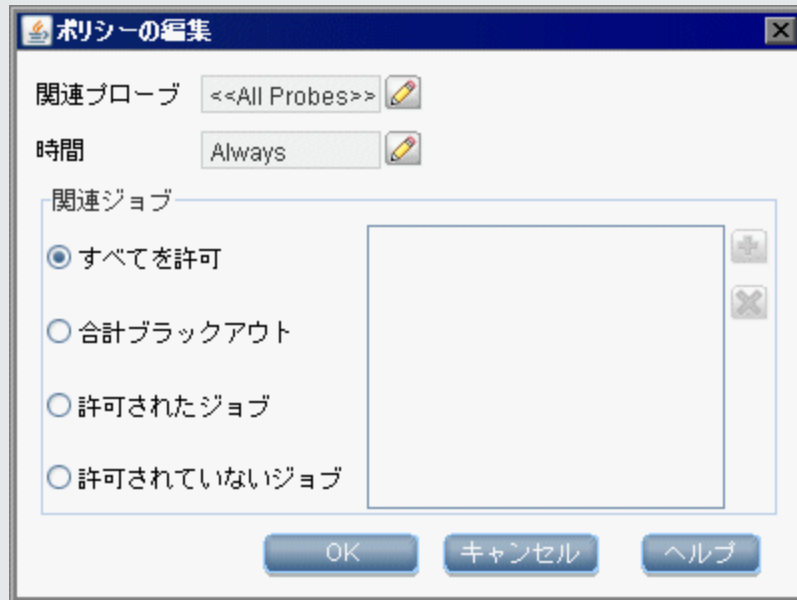 ポリシーの編集
関連プローブ <<All Probes>>
時間 Always
関連ジョブ
すべてを許可
合計ブラックアウト
許可されたジョブ
許可されていないジョブ
OK キャンセル ヘルプ